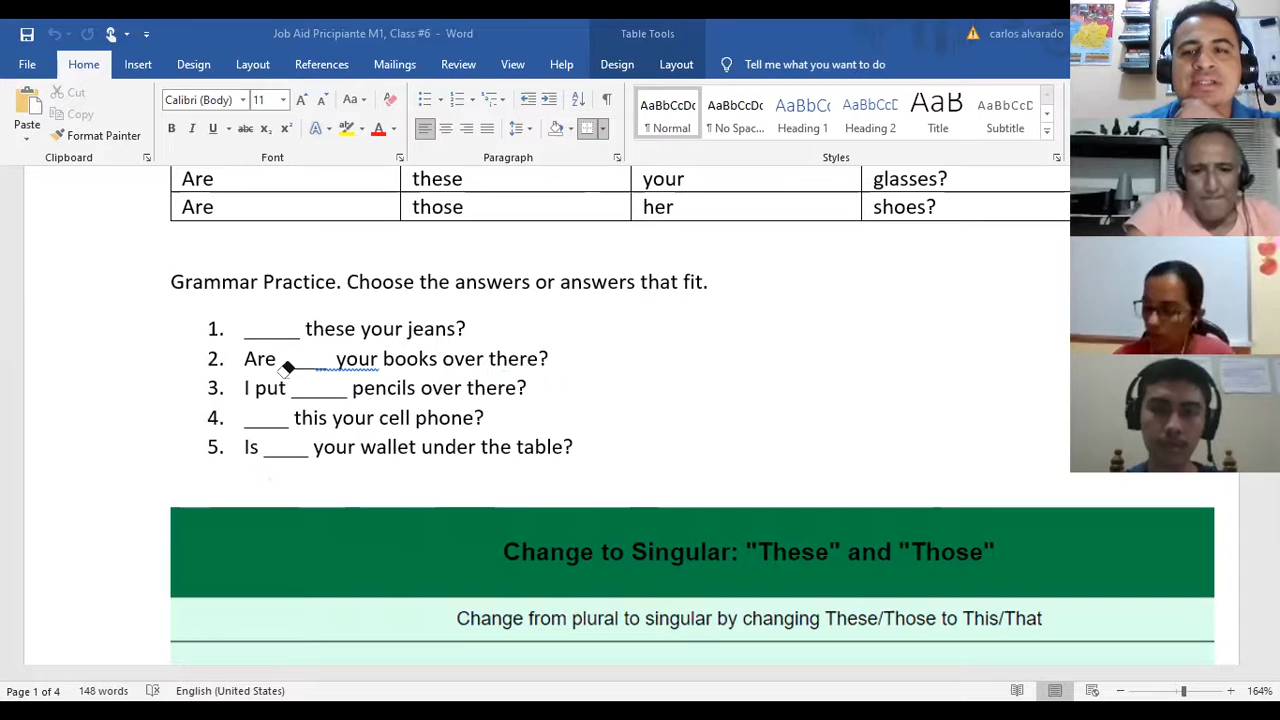 Job Aid Pricipiante M1, Class #6 - Word
Table Tools
carlos alvarado
File Home Insert Design Layout References Mailings Review View Help Design Layout Tell me what you want to do
Paste
Cut
Copy
Format Painter
Calibri (Body) 11
AaBbCcDc AaBbCcDc AaBbCc AaBbCcD AaB AaBbCcD
¶ Normal ¶ No Spac... Heading 1 Heading 2 Title Subtitle
Clipboard Font Paragraph Styles
Are these your glasses?
Are those her shoes?
Grammar Practice. Choose the answers or answers that fit.
1. _____ these your jeans?
2. Are _____ your books over there?
3. I put _____ pencils over there?
4. ____ this your cell phone?
5. Is ____ your wallet under the table?
Change to Singular: "These" and "Those"
Change from plural to singular by changing These/Those to This/That
Page 1 of 4 148 words English (United States) 164%